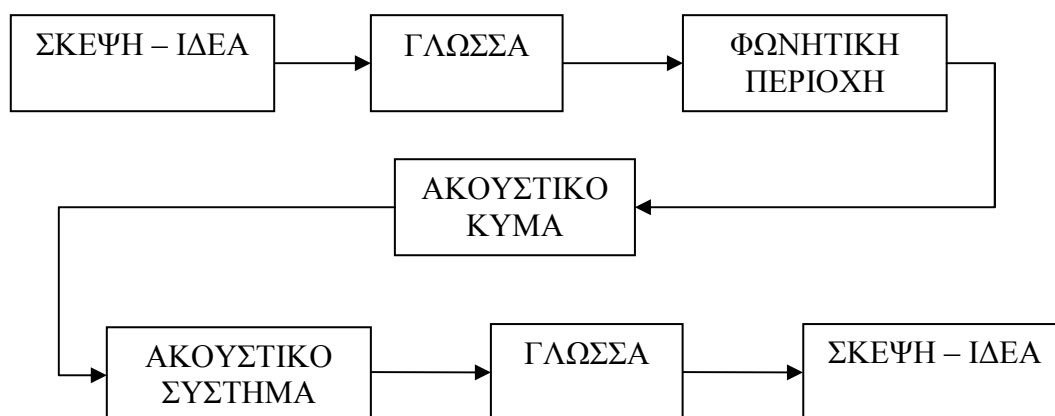 ΣΚΕΨΗ – ΙΔΕΑ
ΓΛΩΣΣΑ
ΦΩΝΗΤΙΚΗ
ΠΕΡΙΟΧΗ
ΑΚΟΥΣΤΙΚΟ
ΚΥΜΑ
ΑΚΟΥΣΤΙΚΟ
ΣΥΣΤΗΜΑ
ΓΛΩΣΣΑ
ΣΚΕΨΗ – ΙΔΕΑ